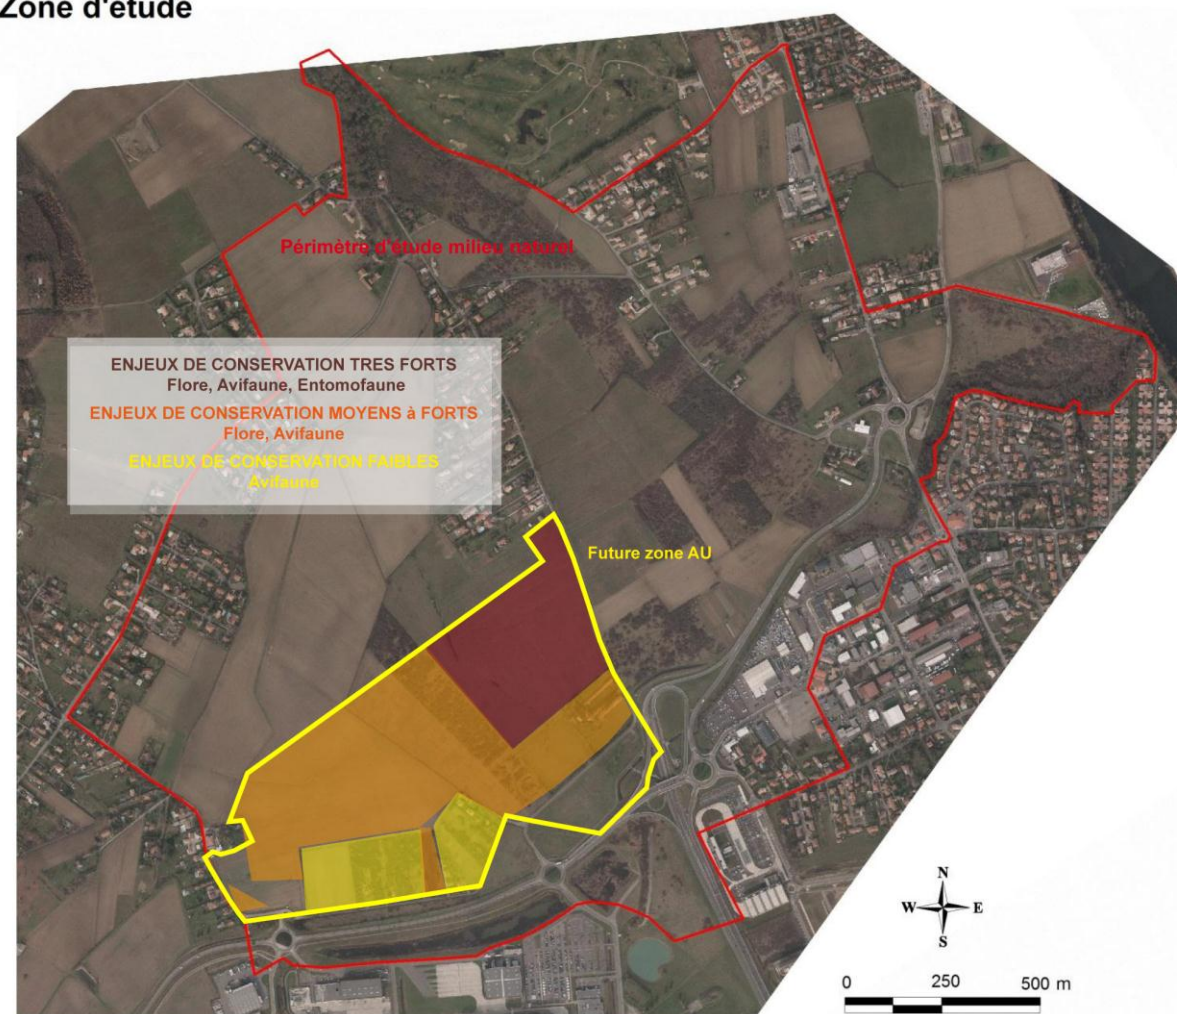 Zone d'étude
Périmètre d'étude milieu naturel
ENJEUX DE CONSERVATION TRES FORTS
Flore, Avifaune, Entomofaune
ENJEUX DE CONSERVATION MOYENS à FORTS
Flore, Avifaune
ENJEUX DE CONSERVATION FAIBLES
Avifaune
Future zone AU
N
W E
S
0 250 500 m